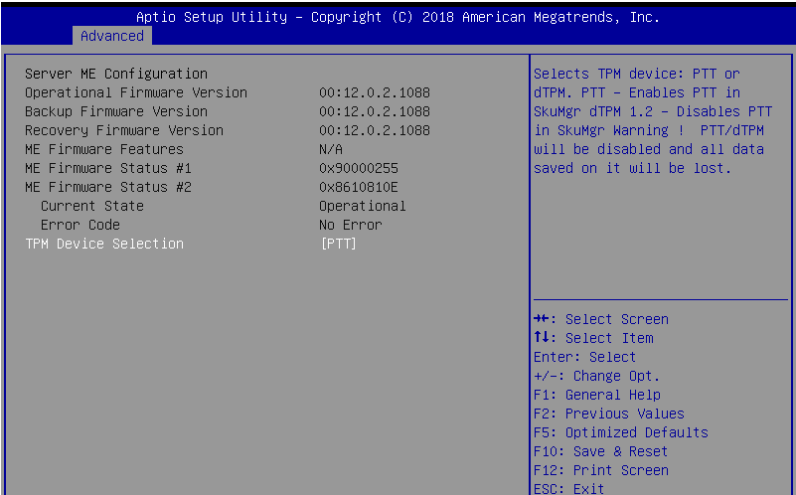 Aptio Setup Utility – Copyright (C) 2018 American Megatrends, Inc.
Advanced
Server ME Configuration
Operational Firmware Version 00:12.0.2.1088
Backup Firmware Version 00:12.0.2.1088
Recovery Firmware Version 00:12.0.2.1088
ME Firmware Features N/A
ME Firmware Status #1 0x90000255
ME Firmware Status #2 0x8610810E
Current State Operational
Error Code No Error
TPM Device Selection [PTT]
Selects TPM device: PTT or
dTPM. PTT - Enables PTT in
SkuMgr dTPM 1.2 - Disables PTT
in SkuMgr Warning ! PTT/dTPM
will be disabled and all data
saved on it will be lost.
→←: Select Screen
↑↓: Select Item
Enter: Select
+/-: Change Opt.
F1: General Help
F2: Previous Values
F5: Optimized Defaults
F10: Save & Reset
F12: Print Screen
ESC: Exit